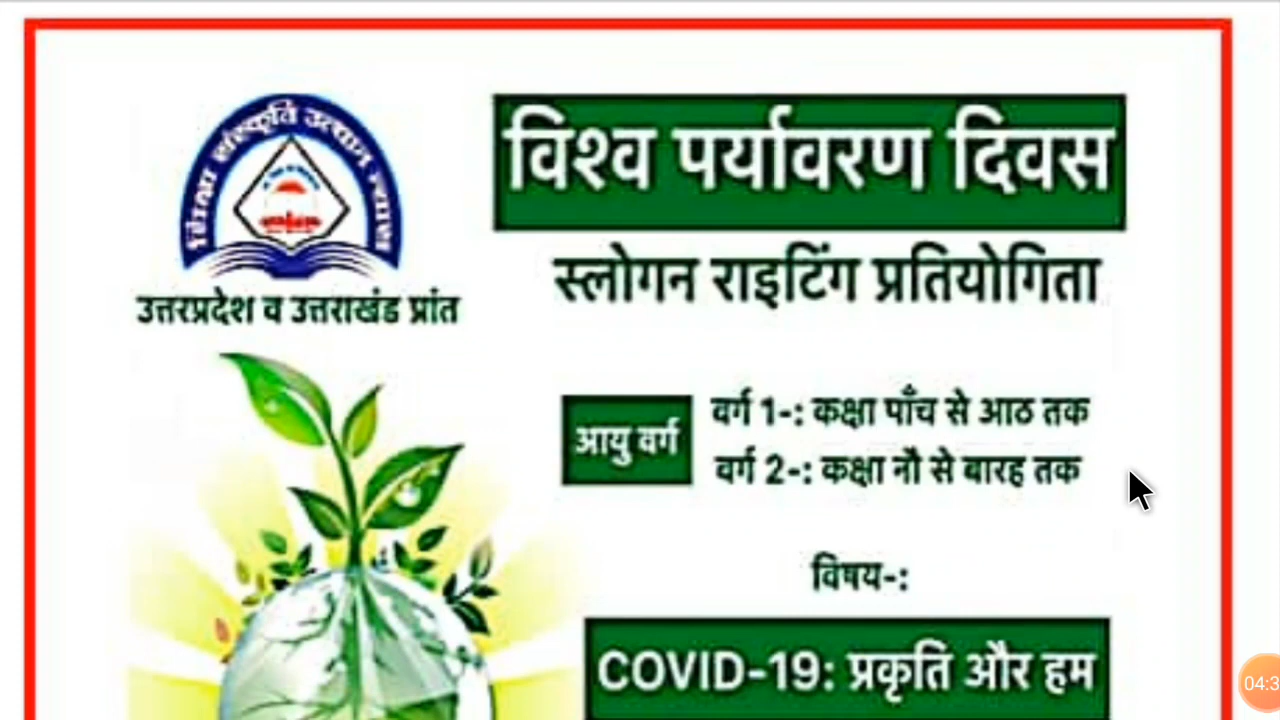 शिक्षा संस्कृति उत्थान न्यास
विश्व पर्यावरण दिवस
स्लोगन राइटिंग प्रतियोगिता
उत्तरप्रदेश व उत्तराखंड प्रांत
आयु वर्ग
वर्ग 1-: कक्षा पाँच से आठ तक
वर्ग 2-: कक्षा नौ से बारह तक
विषय-:
COVID-19: प्रकृति और हम